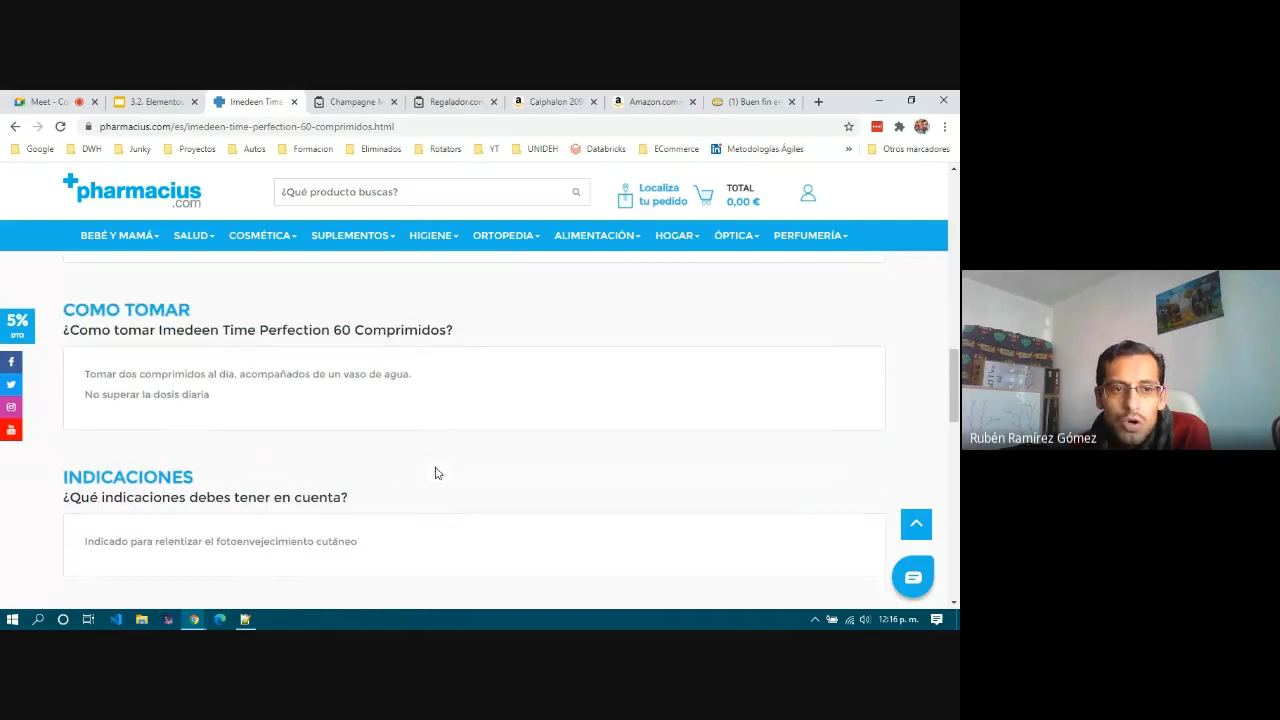 Meet - Co
3.2. Elementos
Imedeen Time
Champagne M
Regalador.con
Calphalon 209
Amazon.com
(1) Buen fin en
pharmacius.com/es/imedeen-time-perfection-60-comprimidos.html
Google
DWH
Junky
Proyectos
Autos
Formacion
Eliminados
Rotators
YT
UNIDEH
Databricks
ECommerce
Metodologías Ágiles
»
Otros marcadores
pharmacius
.com
¿Qué producto buscas?
Localiza
tu pedido
TOTAL
0,00 €
BEBÉ Y MAMÁ
SALUD
COSMÉTICA
SUPLEMENTOS
HIGIENE
ORTOPEDIA
ALIMENTACIÓN
HOGAR
ÓPTICA
PERFUMERÍA
5%
DTO
COMO TOMAR
¿Como tomar Imedeen Time Perfection 60 Comprimidos?
Tomar dos comprimidos al día, acompañados de un vaso de agua.
No superar la dosis diaria
INDICACIONES
¿Qué indicaciones debes tener en cuenta?
Indicado para relentizar el fotoenvejecimiento cutáneo
12:16 p. m.
Rubén Ramírez Gómez